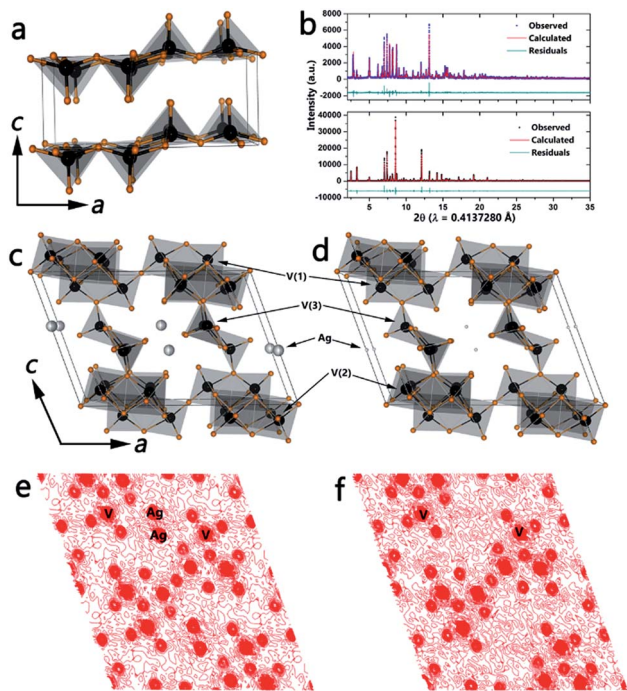 a
c
a
b
Intensity (a.u.)
8000
6000
4000
2000
0
-2000
Observed
Calculated
Residuals
40000
30000
20000
10000
0
-10000
Observed
Calculated
Residuals
5 10 15 20 25 30 35
2θ (λ = 0.4137280 Å)
c
d
V(1)
V(3)
Ag
V(2)
c
a
e
V
Ag
Ag
V
f
V
V